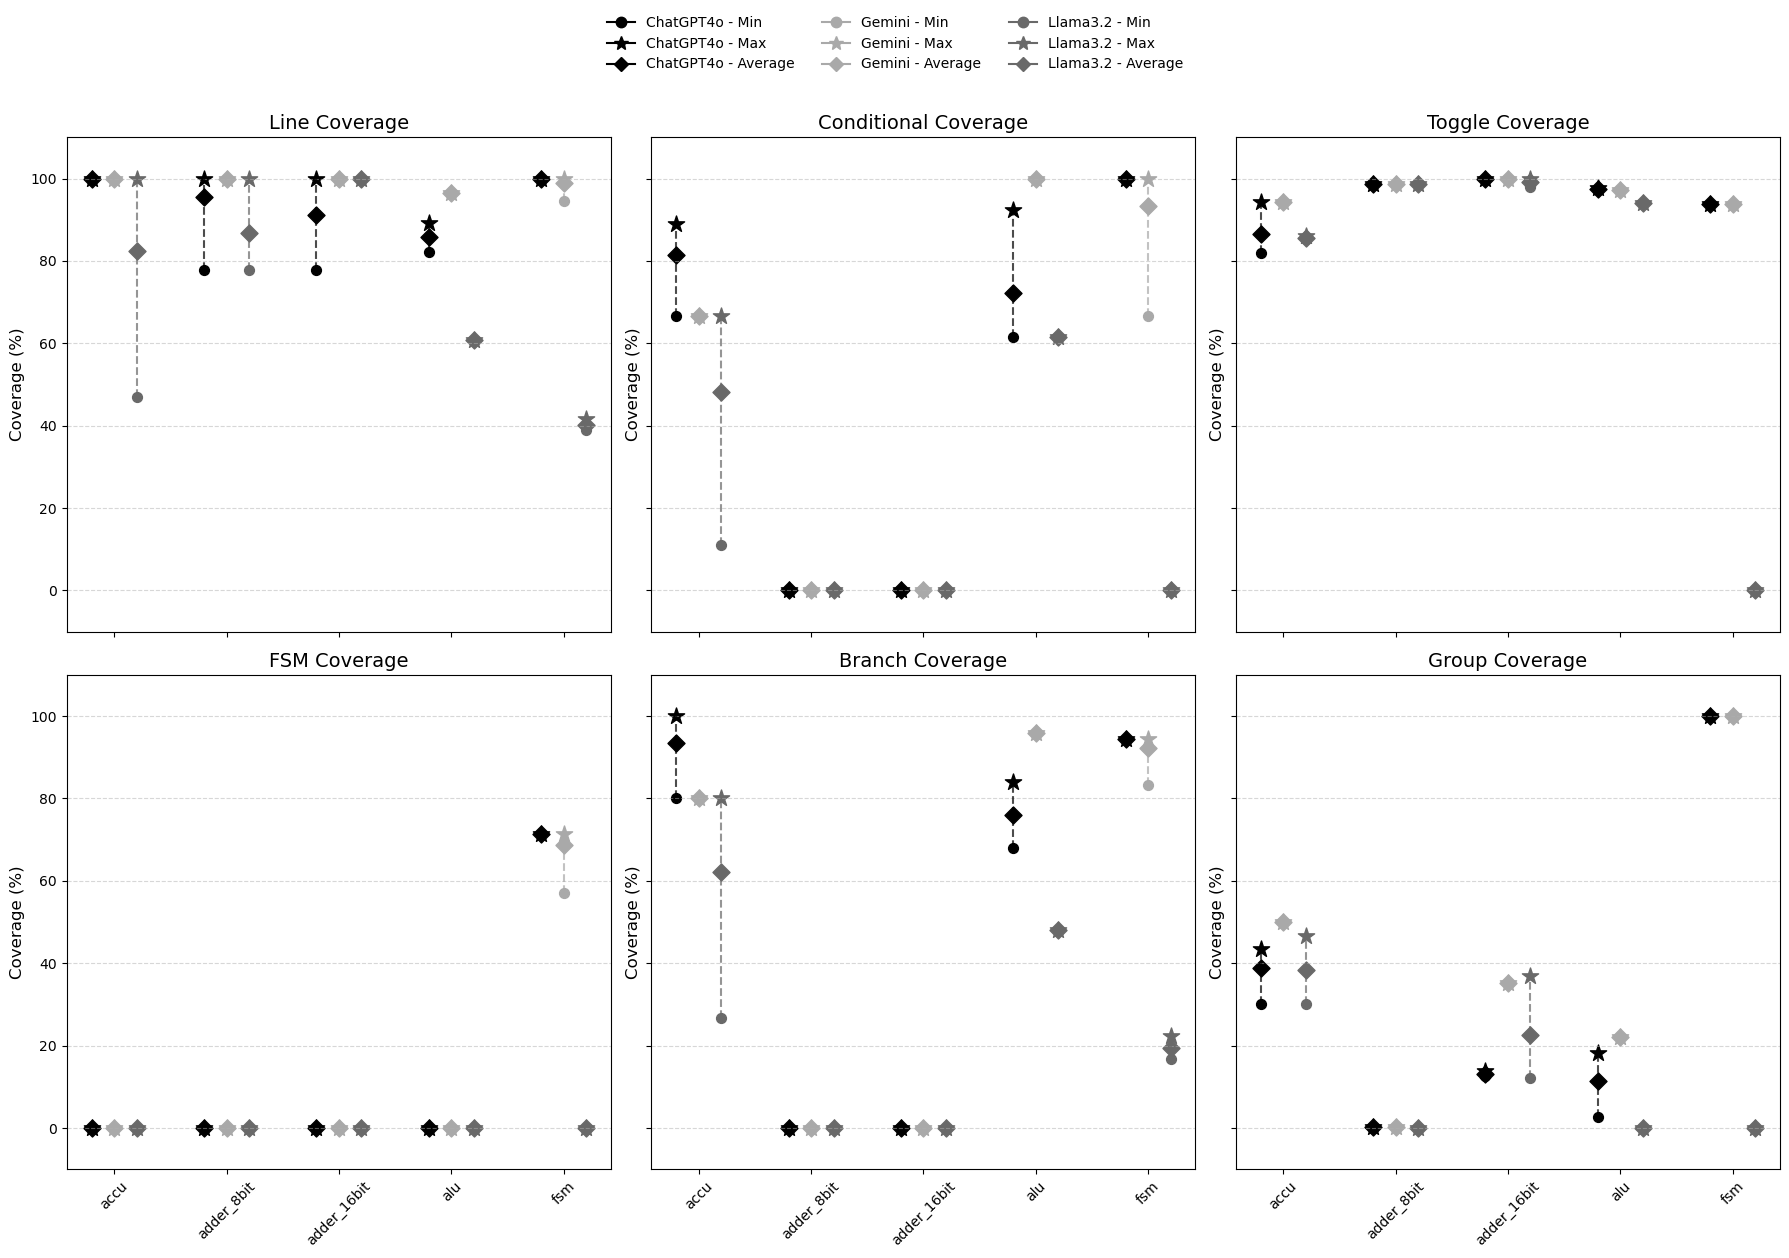 ChatGPT4o - Min
ChatGPT4o - Max
ChatGPT4o - Average
Gemini - Min
Gemini - Max
Gemini - Average
Llama3.2 - Min
Llama3.2 - Max
Llama3.2 - Average
Line Coverage
Coverage (%)
100
80
60
40
20
0
Conditional Coverage
Coverage (%)
Toggle Coverage
Coverage (%)
FSM Coverage
Coverage (%)
100
80
60
40
20
0
accu
adder_8bit
adder_16bit
alu
fsm
Branch Coverage
Coverage (%)
accu
adder_8bit
adder_16bit
alu
fsm
Group Coverage
Coverage (%)
accu
adder_8bit
adder_16bit
alu
fsm